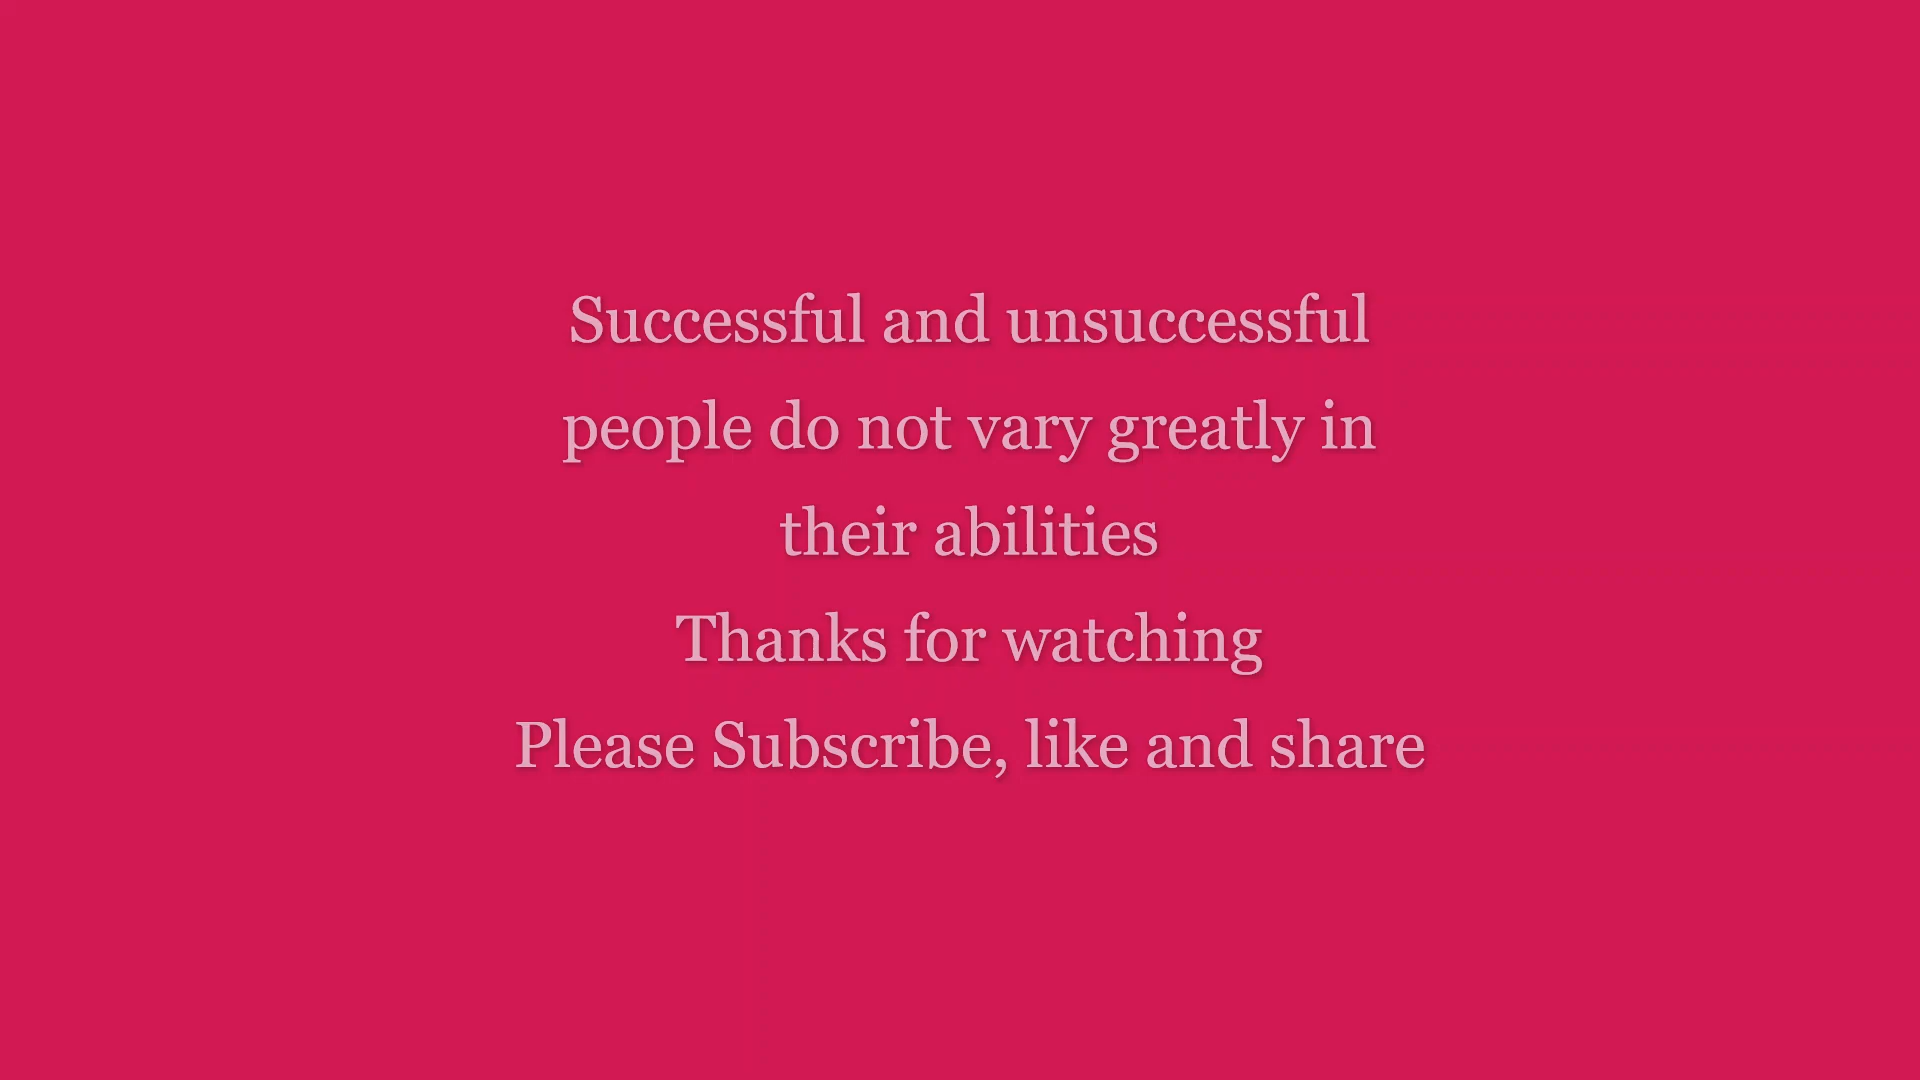 Successful and unsuccessful
people do not vary greatly in
their abilities
Thanks for watching
Please Subscribe, like and share